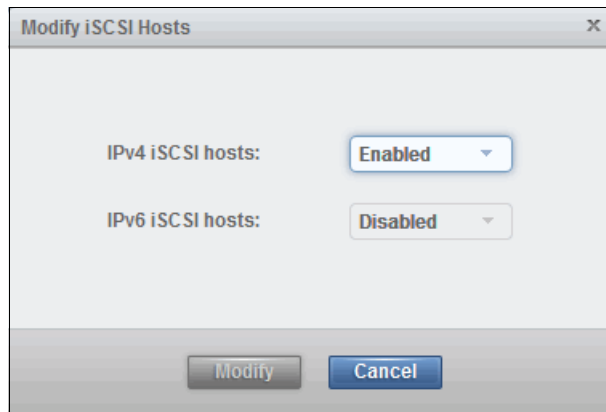 Modify iSCSI Hosts x
IPv4 iSCSI hosts: Enabled
IPv6 iSCSI hosts: Disabled
Modify Cancel